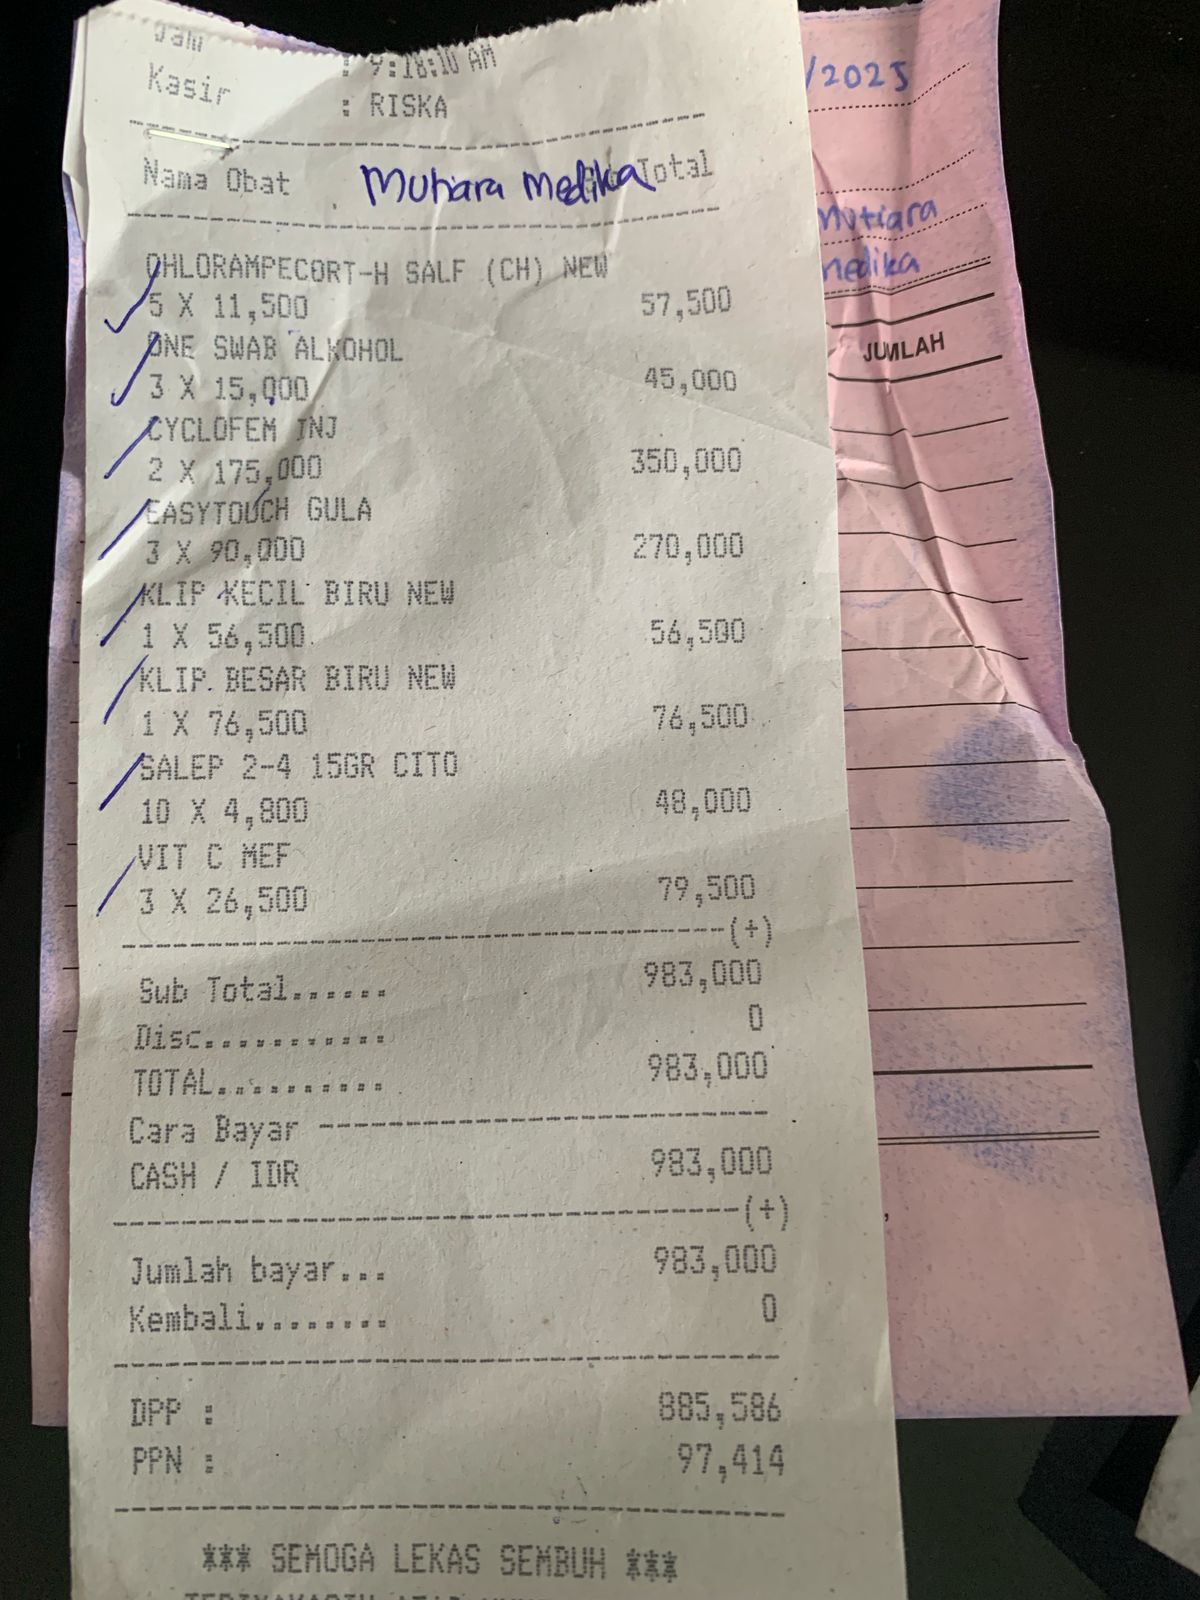 Jam : 9:18:10 AM
Kasir : RISKA
Nama Obat Total
Mutiara Medika
CHLORAMPECORT-H SALF (CH) NEW
5 X 11,500 57,500
ONE SWAB ALKOHOL
3 X 15,000 45,000
CYCLOFEM INJ
2 X 175,000 350,000
EASYTOUCH GULA
3 X 90,000 270,000
KLIP KECIL BIRU NEW
1 X 56,500 56,500
KLIP BESAR BIRU NEW
1 X 76,500 76,500
SALEP 2-4 15GR CITO
10 X 4,800 48,000
VIT C MEF
3 X 26,500 79,500
(+)
Sub Total...... 983,000
Disc........... 0
TOTAL.......... 983,000
Cara Bayar
CASH / IDR 983,000
(+)
Jumlah bayar... 983,000
Kembali........ 0
DPP : 885,586
PPN : 97,414
*** SEMOGA LEKAS SEMBUH ***
/2025
Mutiara
Medika
JUMLAH